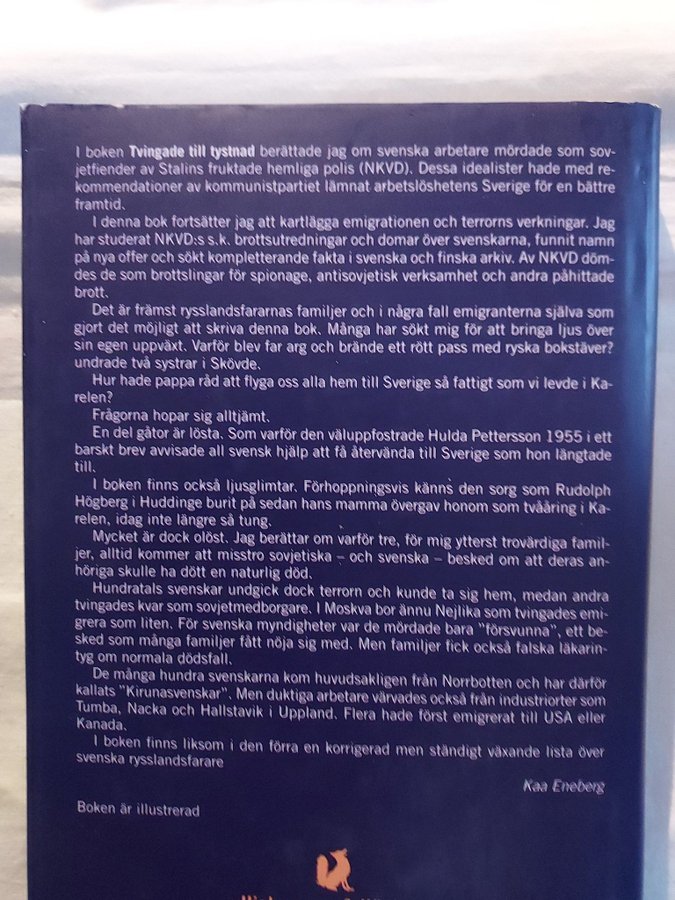 I boken Tvingade till tystnad berättade jag om svenska arbetare mördade som sov-
jetfiender av Stalins fruktade hemliga polis (NKVD). Dessa idealister hade med re-
kommendationer av kommunistpartiet lämnat arbetslöshetens Sverige för en bättre
framtid.
I denna bok fortsätter jag att kartlägga emigrationen och terrorns verkningar. Jag
har studerat NKVD:s s.k. brottsutredningar och domar över svenskarna, funnit namn
på nya offer och sökt kompletterande fakta i svenska och finska arkiv. Av NKVD döm-
des de som brottslingar för spionage, antisovjetisk verksamhet och andra påhittade
brott.
Det är främst rysslandsfararnas familjer och i några fall emigranterna själva som
gjort det möjligt att skriva denna bok. Många har sökt mig för att bringa ljus över
sin egen uppväxt. Varför blev far arg och brände ett rött pass med ryska bokstäver?
undrade två systrar i Skövde.
Hur hade pappa råd att flyga oss alla hem till Sverige så fattigt som vi levde i Ka-
relen?
Frågorna hopar sig alltjämt.
En del gåtor är lösta. Som varför den väluppfostrade Hulda Pettersson 1955 i ett
barskt brev avvisade all svensk hjälp att få återvända till Sverige som hon längtade
till.
I boken finns också ljusglimtar. Förhoppningsvis känns den sorg som Rudolph
Högberg i Huddinge burit på sedan hans mamma övergav honom som tvååring i Ka-
relen, idag inte längre så tung.
Mycket är dock olöst. Jag berättar om varför tre, för mig ytterst trovärdiga famil-
jer, alltid kommer att misstro sovjetiska – och svenska – besked om att deras an-
höriga skulle ha dött en naturlig död.
Hundratals svenskar undgick dock terrorn och kunde ta sig hem, medan andra
tvingades kvar som sovjetmedborgare. I Moskva bor ännu Nejlika som tvingades emi-
grera som liten. För svenska myndigheter var de mördade bara "försvunna", ett be-
sked som många familjer fått nöja sig med. Men familjer fick också falska läkarin-
tyg om normala dödsfall.
De många hundra svenskarna kom huvudsakligen från Norrbotten och har därför
kallats "Kirunasvenskar". Men duktiga arbetare värvades också från industriorter som
Tumba, Nacka och Hallstavik i Uppland. Flera hade först emigrerat till USA eller
Kanada.
I boken finns liksom i den förra en korrigerad men ständigt växande lista över
svenska rysslandsfarare
Kaa Eneberg
Boken är illustrerad